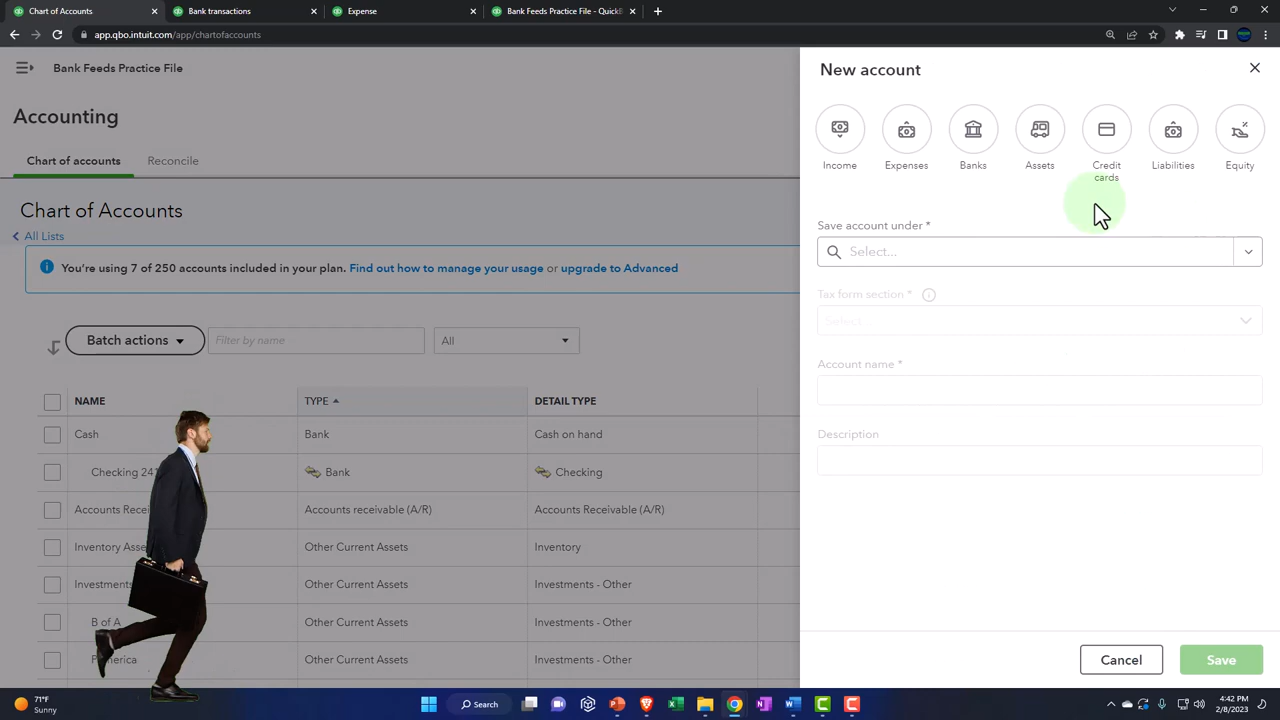 Chart of Accounts
Bank transactions
Expense
Bank Feeds Practice File - Quickl
app.qbo.intuit.com/app/chartofaccounts
Bank Feeds Practice File
Accounting
Chart of accounts
Reconcile
Chart of Accounts
All Lists
You're using 7 of 250 accounts included in your plan. Find out how to manage your usage or upgrade to Advanced
Batch actions
Filter by name
All
NAME
TYPE
DETAIL TYPE
Cash
Bank
Cash on hand
Checking 241
Bank
Checking
Accounts Recei
Accounts receivable (A/R)
Accounts Receivable (A/R)
Inventory Asse
Other Current Assets
Inventory
Investments
Other Current Assets
Investments - Other
B of A
Other Current Assets
Investments - Other
Other Current Assets
Investments - Other
New account
Income
Expenses
Banks
Assets
Credit cards
Liabilities
Equity
Save account under *
Select...
Tax form section *
Select...
Account name *
Description
Cancel
Save
71°F
Sunny
Search
4:42 PM
2/8/2023